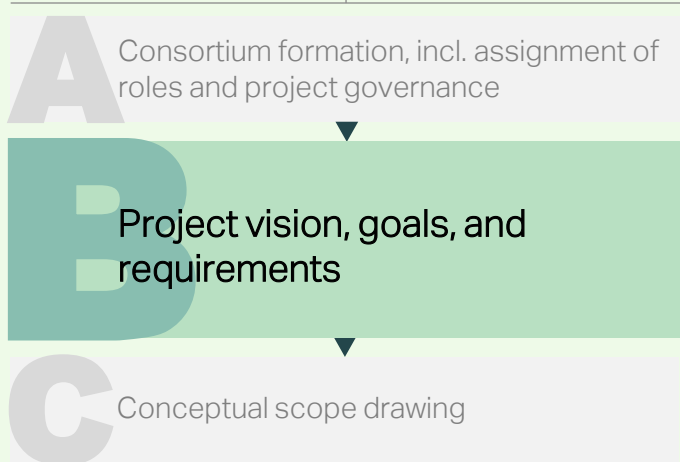 A
Consortium formation, incl. assignment of
roles and project governance
B
Project vision, goals, and
requirements
C
Conceptual scope drawing